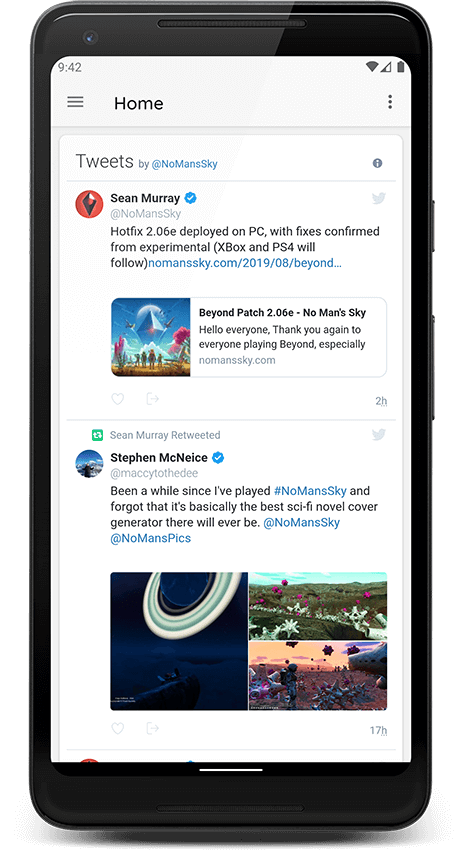 9:42
Home
Tweets by @NoMansSky
Sean Murray
@NoMansSky
Hotfix 2.06e deployed on PC, with fixes confirmed
from experimental (XBox and PS4 will
follow)nomanssky.com/2019/08/beyond…
Beyond Patch 2.06e - No Man's Sky
Hello everyone, Thank you again to
everyone playing Beyond, especially
nomanssky.com
2h
Sean Murray Retweeted
Stephen McNeice
@maccytothedee
Been a while since I've played #NoMansSky and
forgot that it's basically the best sci-fi novel cover
generator there will ever be. @NoMansSky
@NoMansPics
17h